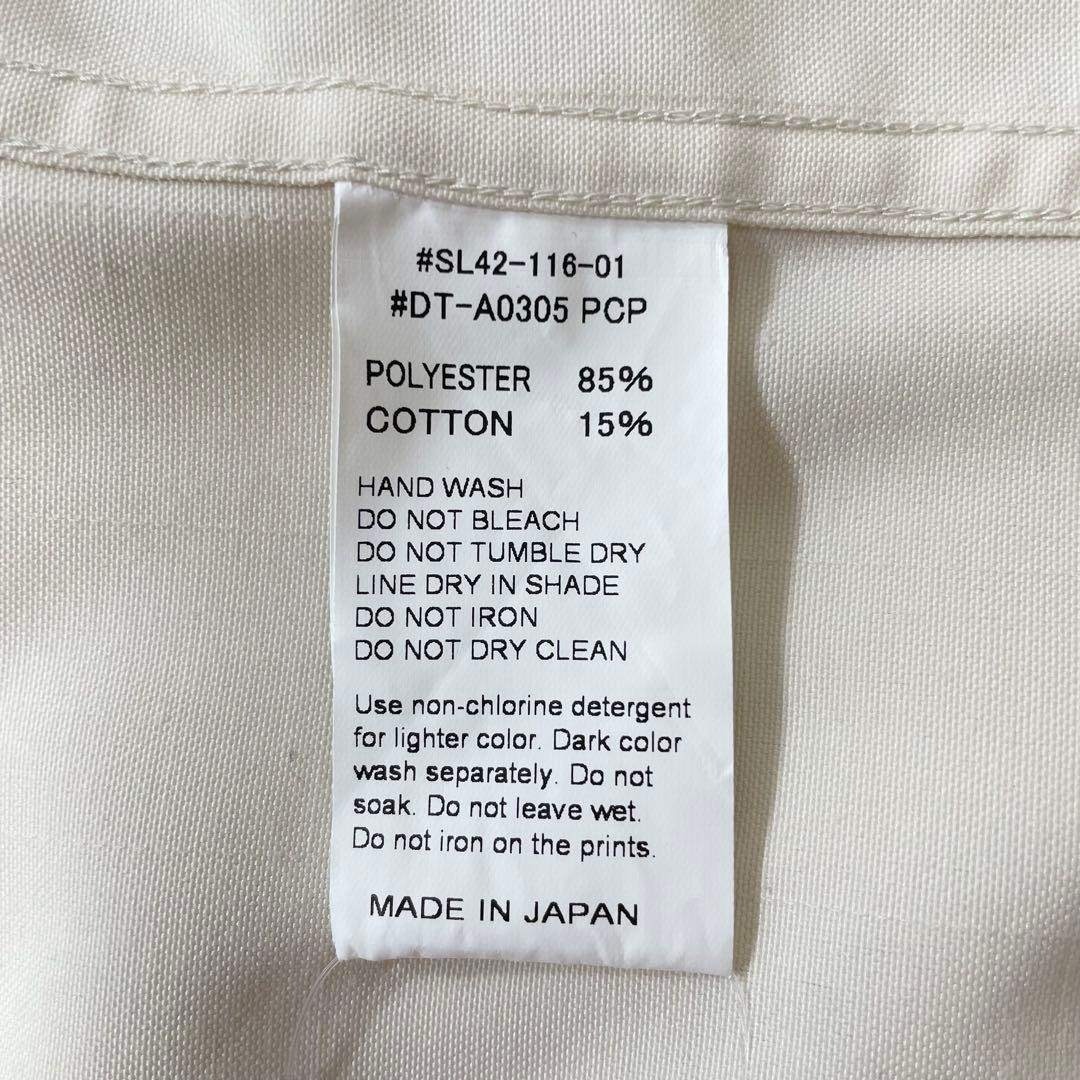 #SL42-116-01
#DT-A0305 PCP
POLYESTER 85%
COTTON 15%
HAND WASH
DO NOT BLEACH
DO NOT TUMBLE DRY
LINE DRY IN SHADE
DO NOT IRON
DO NOT DRY CLEAN
Use non-chlorine detergent
for lighter color. Dark color
wash separately. Do not
soak. Do not leave wet.
Do not iron on the prints.
MADE IN JAPAN